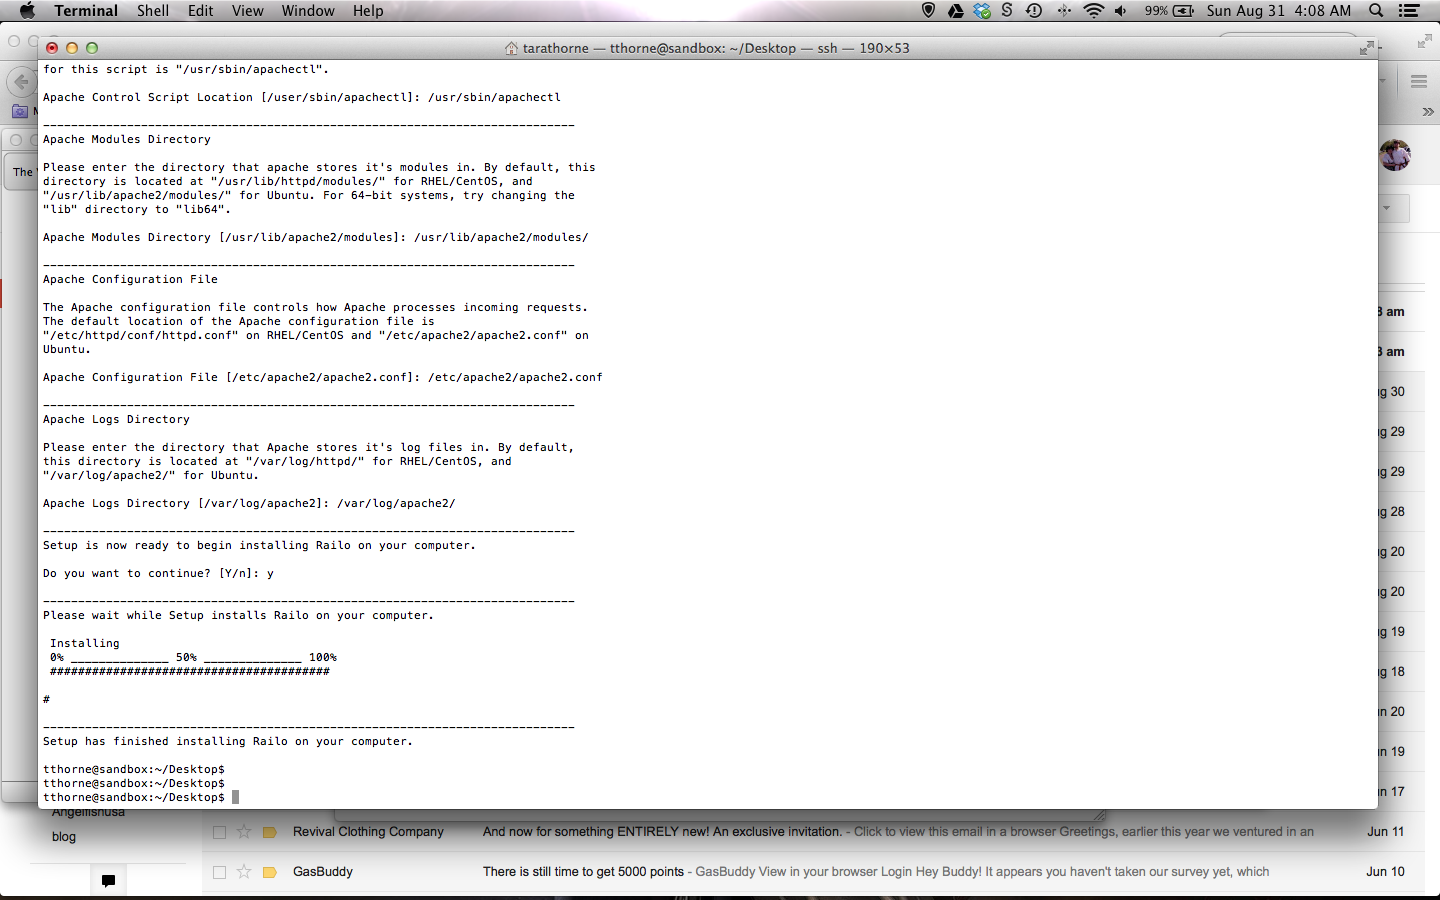 Terminal Shell Edit View Window Help 99% Sun Aug 31 4:08 AM
tarathorne — tthorne@sandbox: ~/Desktop — ssh — 190×53
for this script is "/usr/sbin/apachectl".
Apache Control Script Location [/user/sbin/apachectl]: /usr/sbin/apachectl
Apache Modules Directory
Please enter the directory that apache stores it's modules in. By default, this
directory is located at "/usr/lib/httpd/modules/" for RHEL/CentOS, and
"/usr/lib/apache2/modules/" for Ubuntu. For 64-bit systems, try changing the
"lib" directory to "lib64".
Apache Modules Directory [/usr/lib/apache2/modules]: /usr/lib/apache2/modules/
Apache Configuration File
The Apache configuration file controls how Apache processes incoming requests.
The default location of the Apache configuration file is
"/etc/httpd/conf/httpd.conf" on RHEL/CentOS and "/etc/apache2/apache2.conf" on
Ubuntu.
Apache Configuration File [/etc/apache2/apache2.conf]: /etc/apache2/apache2.conf
Apache Logs Directory
Please enter the directory that Apache stores it's log files in. By default,
this directory is located at "/var/log/httpd/" for RHEL/CentOS, and
"/var/log/apache2/" for Ubuntu.
Apache Logs Directory [/var/log/apache2]: /var/log/apache2/
Setup is now ready to begin installing Railo on your computer.
Do you want to continue? [Y/n]: y
Please wait while Setup installs Railo on your computer.
Installing
0% ______________ 50% ______________ 100%
########################################
#
Setup has finished installing Railo on your computer.
tthorne@sandbox:~/Desktop$
tthorne@sandbox:~/Desktop$
tthorne@sandbox:~/Desktop$
The
am
am
30
29
29
28
20
20
19
18
20
19
17
Angelfishusa
blog
Revival Clothing Company And now for something ENTIRELY new! An exclusive invitation. - Click to view this email in a browser Greetings, earlier this year we ventured in an Jun 11
GasBuddy There is still time to get 5000 points - GasBuddy View in your browser Login Hey Buddy! It appears you haven't taken our survey yet, which Jun 10